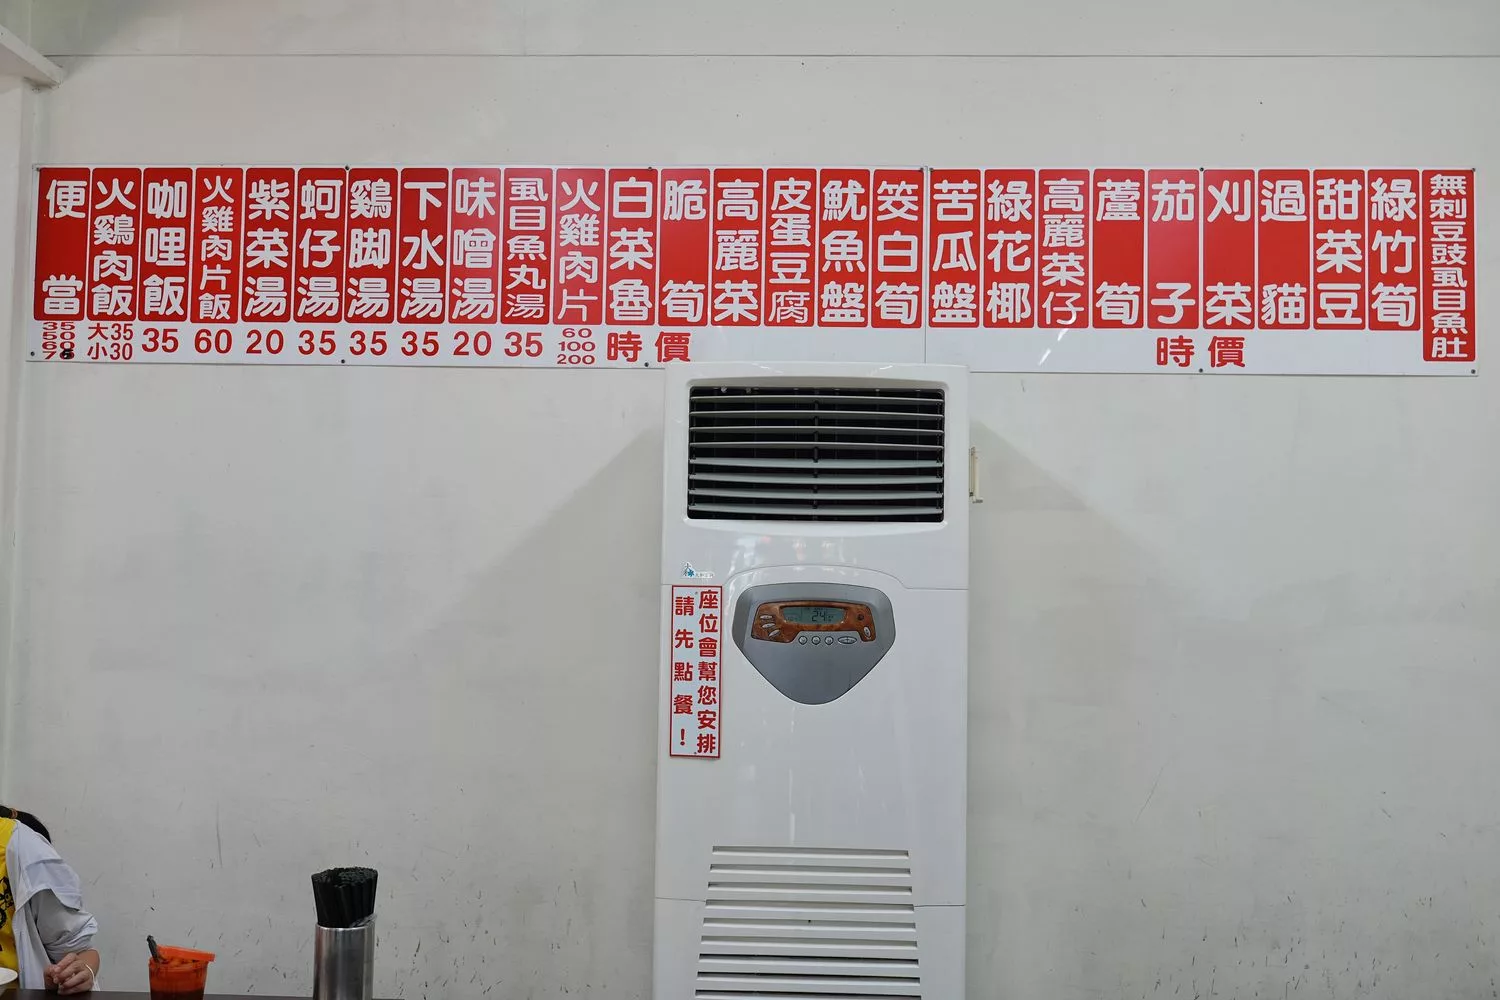 便當
35
50
60
75
火鷄肉飯
大35
小30
咖哩飯
35
火雞肉片飯
60
紫菜湯
20
蚵仔湯
35
鷄脚湯
35
下水湯
35
味噌湯
20
虱目魚丸湯
35
火雞肉片
60
100
200
白菜魯
脆筍
高麗菜
皮蛋豆腐
魷魚盤
筊白筍
時價
苦瓜盤
綠花椰
高麗菜仔
蘆筍
茄子
刈菜
過貓
甜菜豆
綠竹筍
時價
無刺豆豉虱目魚肚
座位會幫您安排
請先點餐！
24